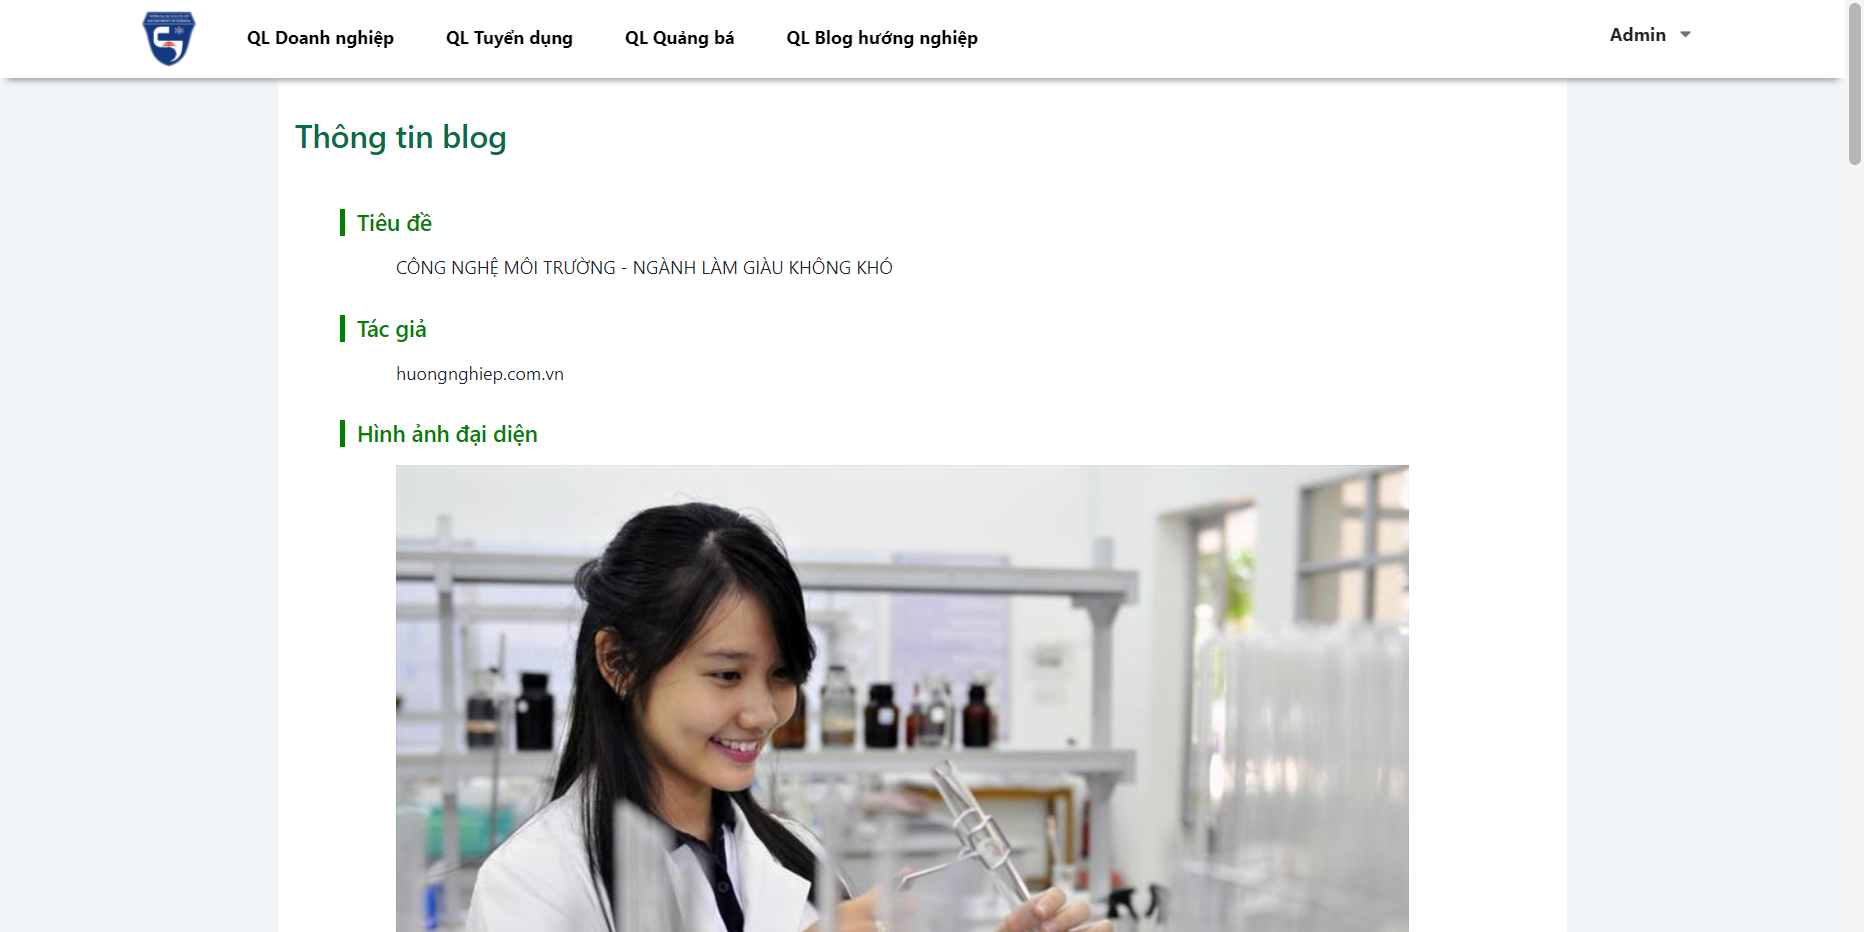 QL Doanh nghiệp
QL Tuyển dụng
QL Quảng bá
QL Blog hướng nghiệp
Admin
Thông tin blog
Tiêu đề
CÔNG NGHỆ MÔI TRƯỜNG - NGÀNH LÀM GIÀU KHÔNG KHÓ
Tác giả
huongnghiep.com.vn
Hình ảnh đại diện